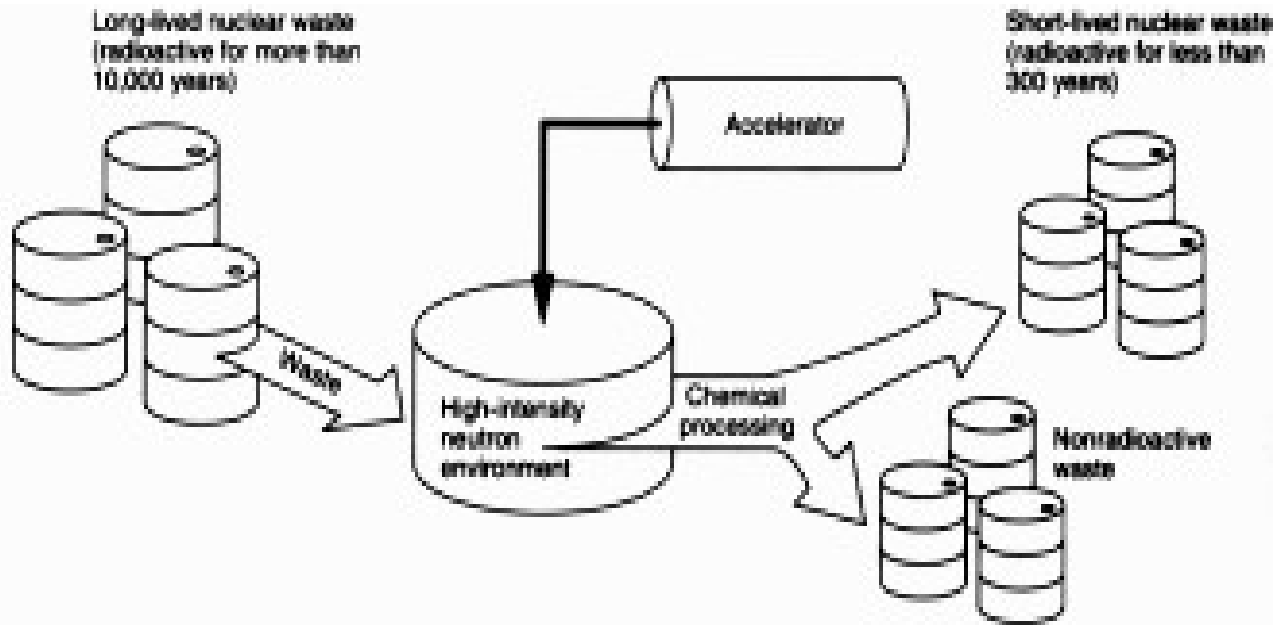 Long-lived nuclear waste
(radioactive for more than
10,000 years)
Short-lived nuclear waste
(radioactive for less than
300 years)
Accelerator
Waste
High-intensity
neutron
environment
Chemical
processing
Nonradioactive
waste